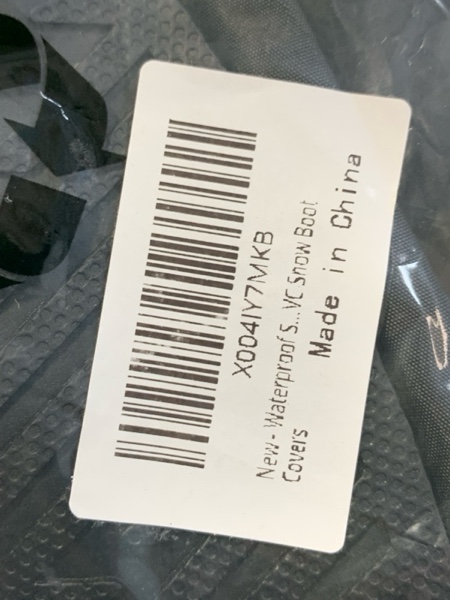 X004IY7MKB
New - Waterproof S...VC Snow Boot
Covers
Made in China